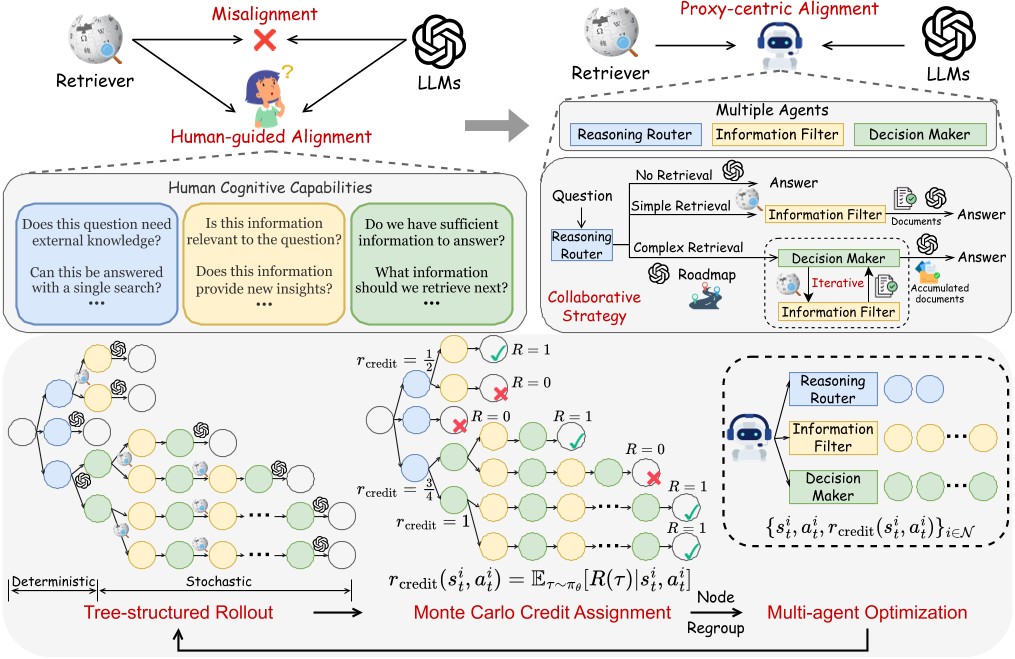 Misalignment
Retriever
LLMs
Human-guided Alignment
Human Cognitive Capabilities
Does this question need
external knowledge?
Can this be answered
with a single search?
•••
Is this information
relevant to the question?
Does this information
provide new insights?
•••
Do we have sufficient
information to answer?
What information
should we retrieve next?
•••
Proxy-centric Alignment
Retriever
LLMs
Multiple Agents
Reasoning Router
Information Filter
Decision Maker
Question
Reasoning
Router
No Retrieval
Answer
Simple Retrieval
Information Filter
Documents
Answer
Complex Retrieval
Roadmap
Decision Maker
Iterative
Information Filter
Accumulated
documents
Answer
Collaborative
Strategy
Deterministic
Stochastic
Tree-structured Rollout
r_credit = 1/2
R = 1
R = 0
R = 0
R = 1
R = 0
r_credit = 3/4
R = 1
r_credit = 1
R = 1
r_credit(s_t^i, a_t^i) = 𝔼_{τ∼π_θ}[R(τ)|s_t^i, a_t^i]
Monte Carlo Credit Assignment
Node
Regroup
Reasoning
Router
Information
Filter
Decision
Maker
{s_t^i, a_t^i, r_credit(s_t^i, a_t^i)}_{i∈𝒩}
Multi-agent Optimization